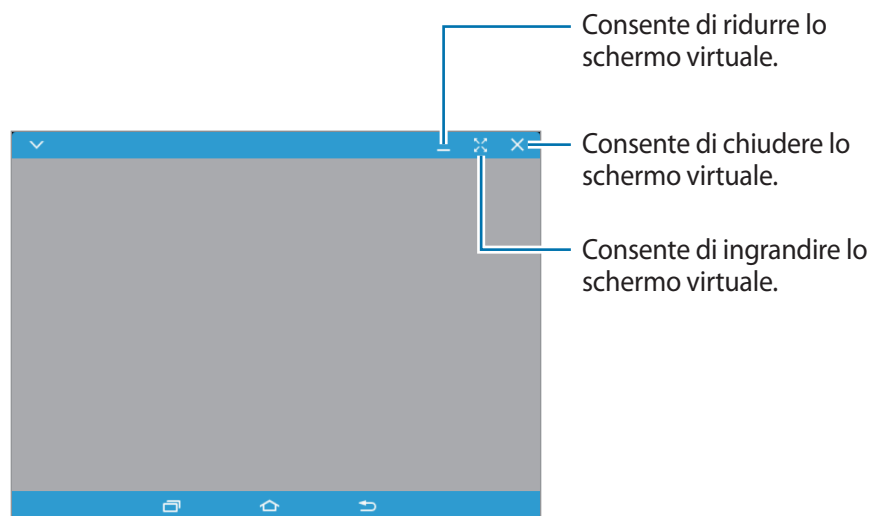 Consente di ridurre lo
schermo virtuale.
Consente di chiudere lo
schermo virtuale.
Consente di ingrandire lo
schermo virtuale.